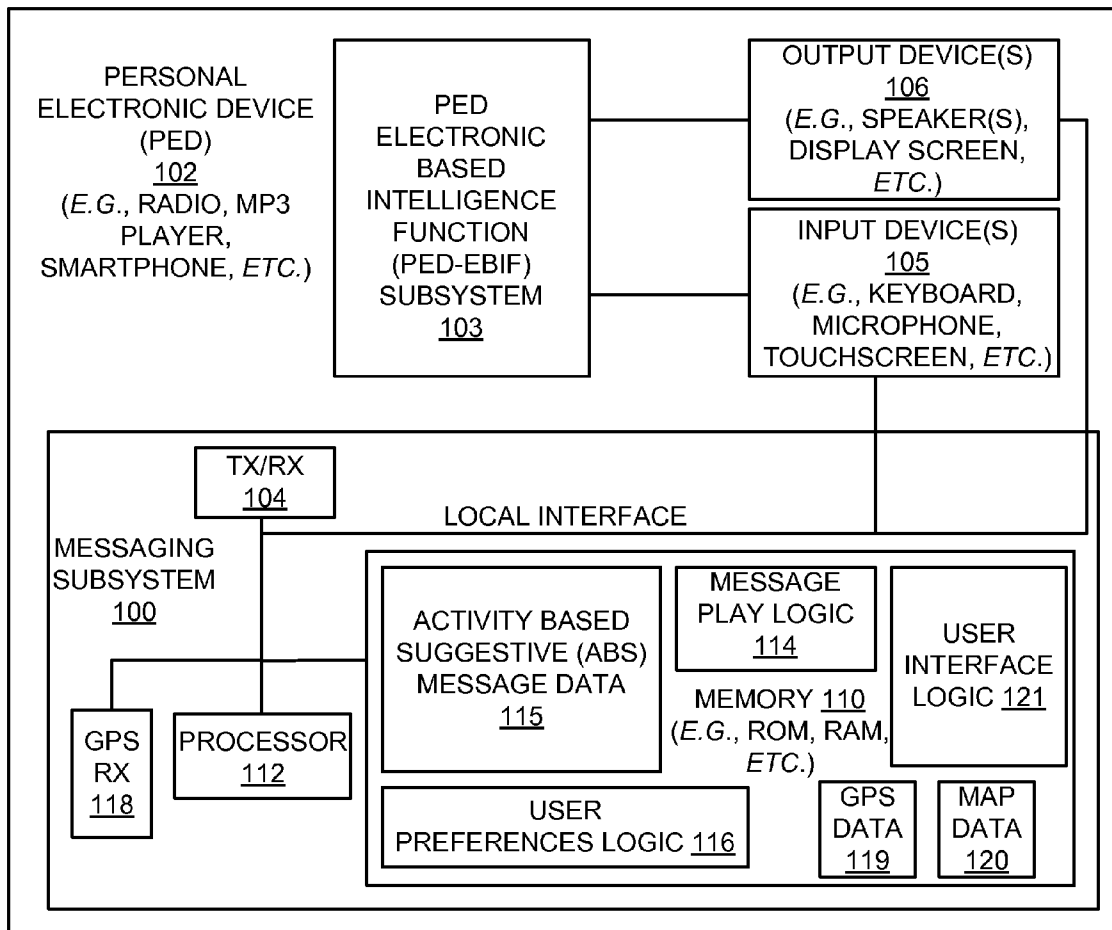 PERSONAL
ELECTRONIC DEVICE
(PED)
102
(E.G., RADIO, MP3
PLAYER,
SMARTPHONE, ETC.)
PED
ELECTRONIC
BASED
INTELLIGENCE
FUNCTION
(PED-EBIF)
SUBSYSTEM
103
OUTPUT DEVICE(S)
106
(E.G., SPEAKER(S),
DISPLAY SCREEN,
ETC.)
INPUT DEVICE(S)
105
(E.G., KEYBOARD,
MICROPHONE,
TOUCHSCREEN, ETC.)
TX/RX
104
LOCAL INTERFACE
MESSAGING
SUBSYSTEM
100
GPS
RX
118
PROCESSOR
112
ACTIVITY BASED
SUGGESTIVE (ABS)
MESSAGE DATA
115
MESSAGE
PLAY LOGIC
114
USER
INTERFACE
LOGIC 121
MEMORY 110
(E.G., ROM, RAM,
ETC.)
USER
PREFERENCES LOGIC 116
GPS
DATA
119
MAP
DATA
120